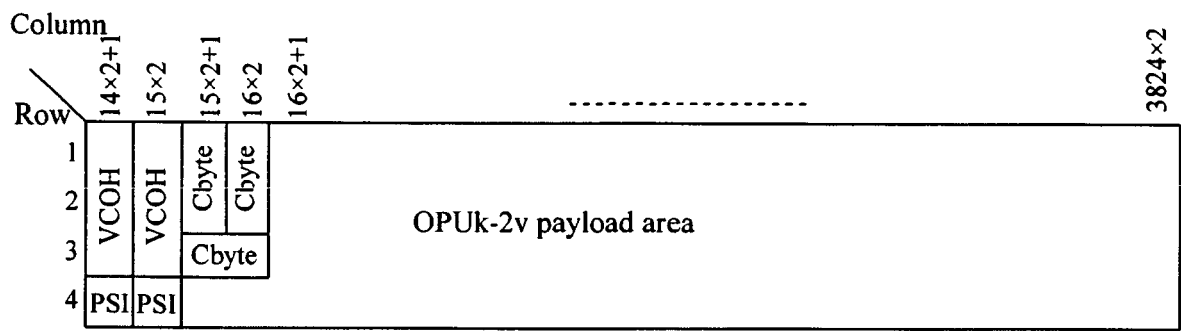 Column
14×2+1
15×2
15×2+1
16×2
16×2+1
3824×2
Row
1
VCOH
VCOH
Cbyte
Cbyte
2
OPUk-2v payload area
3
Cbyte
4
PSI
PSI